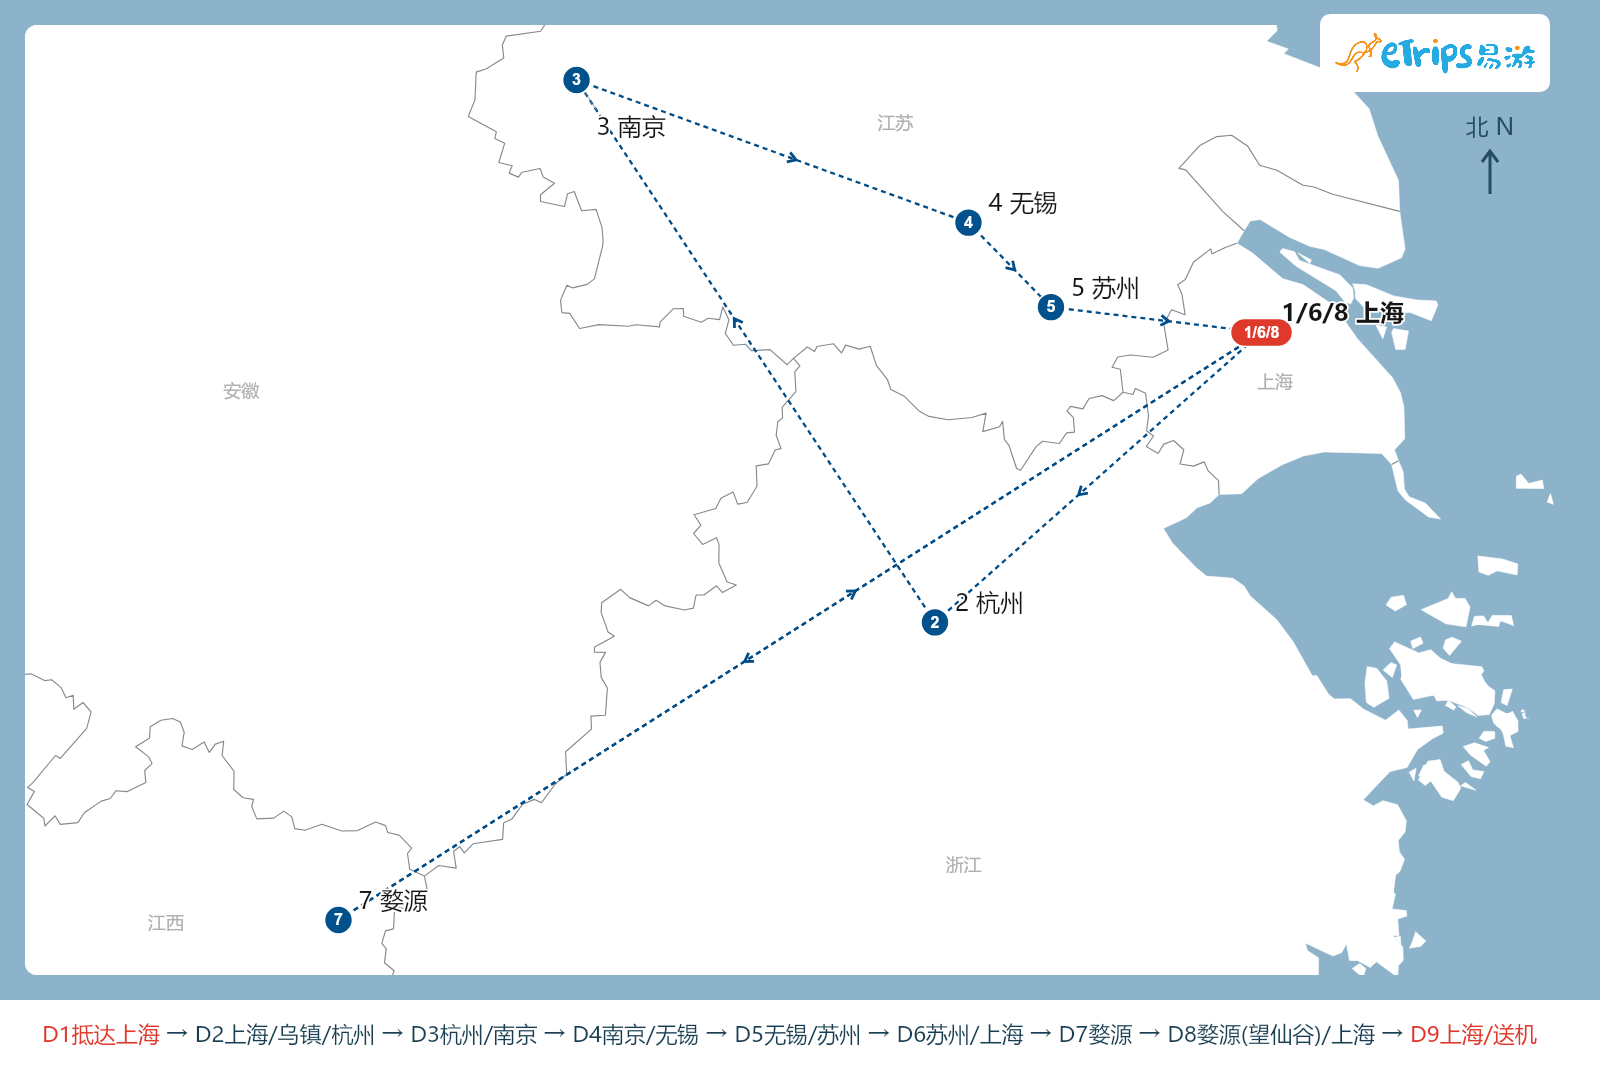 eTrips易游
北 N
3
3 南京
江苏
4 无锡
4
5 苏州
5
1/6/8 上海
1/6/8
上海
安徽
2 杭州
2
浙江
7 婺源
7
江西
D1抵达上海 → D2上海/乌镇/杭州 → D3杭州/南京 → D4南京/无锡 → D5无锡/苏州 → D6苏州/上海 → D7婺源 → D8婺源(望仙谷)/上海 → D9上海/送机